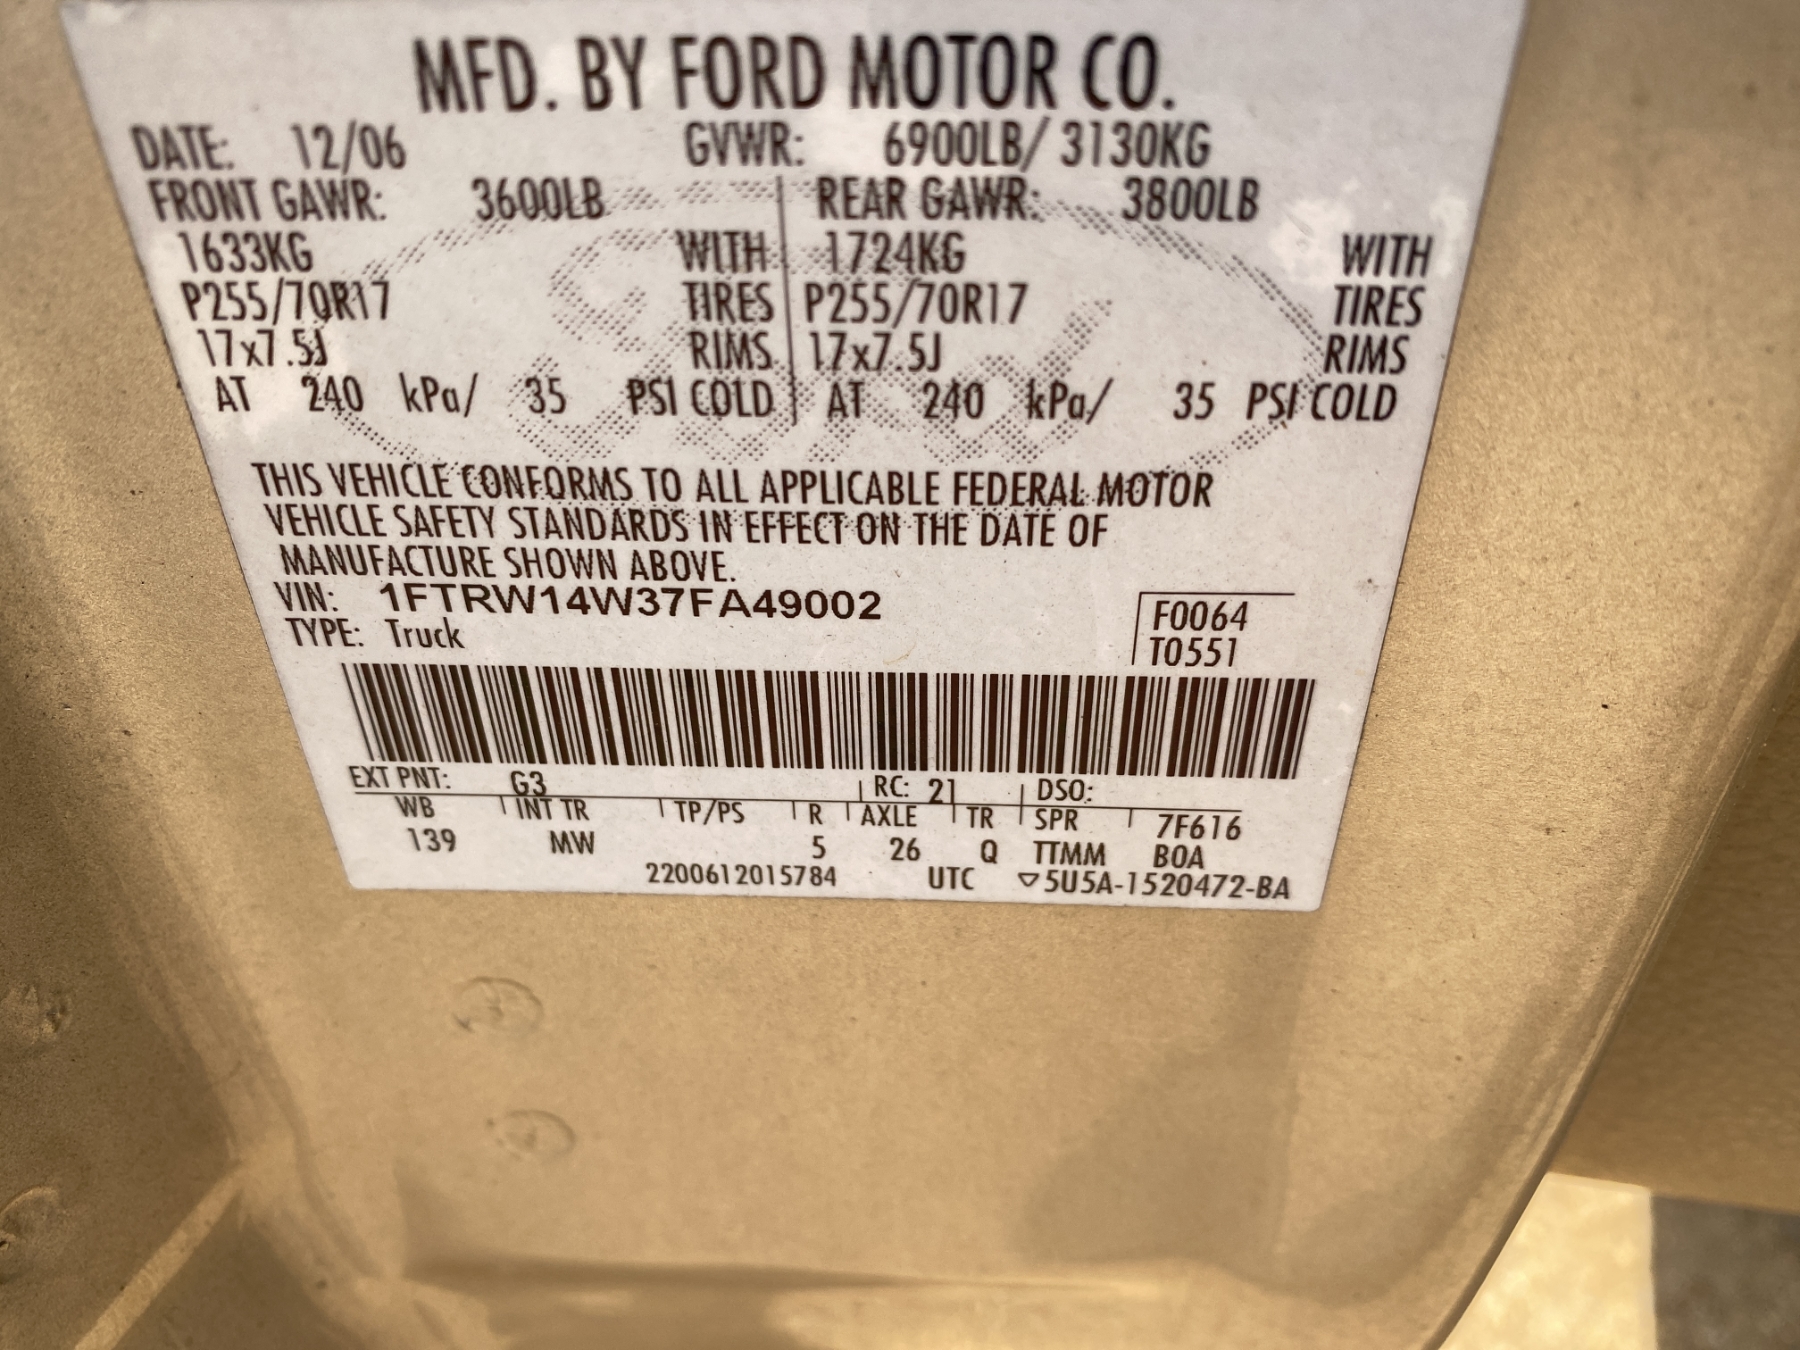 MFD. BY FORD MOTOR CO.
DATE: 12/06 GVWR: 6900LB/ 3130KG
FRONT GAWR: 3600LB REAR GAWR: 3800LB
1633KG WITH 1724KG WITH
P255/70R17 TIRES P255/70R17 TIRES
17x7.5J RIMS 17x7.5J RIMS
AT 240 kPa/ 35 PSI COLD AT 240 kPa/ 35 PSI COLD
THIS VEHICLE CONFORMS TO ALL APPLICABLE FEDERAL MOTOR
VEHICLE SAFETY STANDARDS IN EFFECT ON THE DATE OF
MANUFACTURE SHOWN ABOVE.
VIN: 1FTRW14W37FA49002 F0064
TYPE: Truck T0551
EXT PNT: G3 RC: 21 DSO:
WB INT TR TP/PS R AXLE TR SPR 7F616
139 MW 5 26 Q TTMM BOA
2200612015784 UTC ▽5U5A-1520472-BA